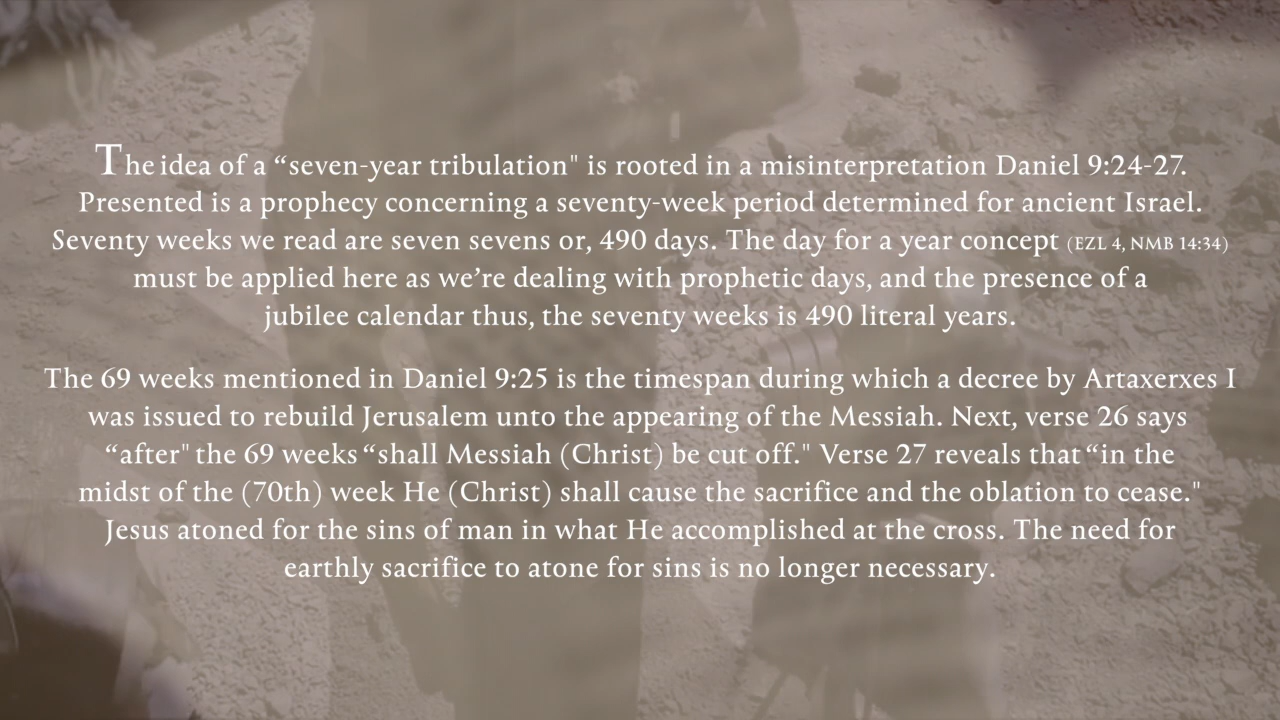 The idea of a “seven-year tribulation" is rooted in a misinterpretation Daniel 9:24-27.
Presented is a prophecy concerning a seventy-week period determined for ancient Israel.
Seventy weeks we read are seven sevens or, 490 days. The day for a year concept (EZL 4, NMB 14:34)
must be applied here as we’re dealing with prophetic days, and the presence of a
jubilee calendar thus, the seventy weeks is 490 literal years.
The 69 weeks mentioned in Daniel 9:25 is the timespan during which a decree by Artaxerxes I
was issued to rebuild Jerusalem unto the appearing of the Messiah. Next, verse 26 says
“after" the 69 weeks “shall Messiah (Christ) be cut off." Verse 27 reveals that “in the
midst of the (70th) week He (Christ) shall cause the sacrifice and the oblation to cease."
Jesus atoned for the sins of man in what He accomplished at the cross. The need for
earthly sacrifice to atone for sins is no longer necessary.